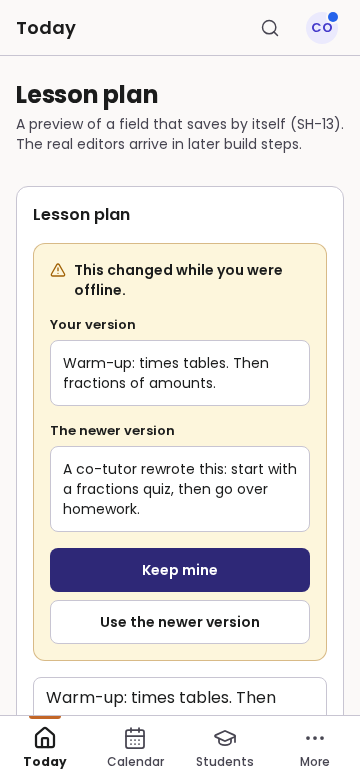 Today
CO
Lesson plan
A preview of a field that saves by itself (SH-13).
The real editors arrive in later build steps.
Lesson plan
This changed while you were
offline.
Your version
Warm-up: times tables. Then
fractions of amounts.
The newer version
A co-tutor rewrote this: start with
a fractions quiz, then go over
homework.
Keep mine
Use the newer version
Warm-up: times tables. Then
Today
Calendar
Students
More